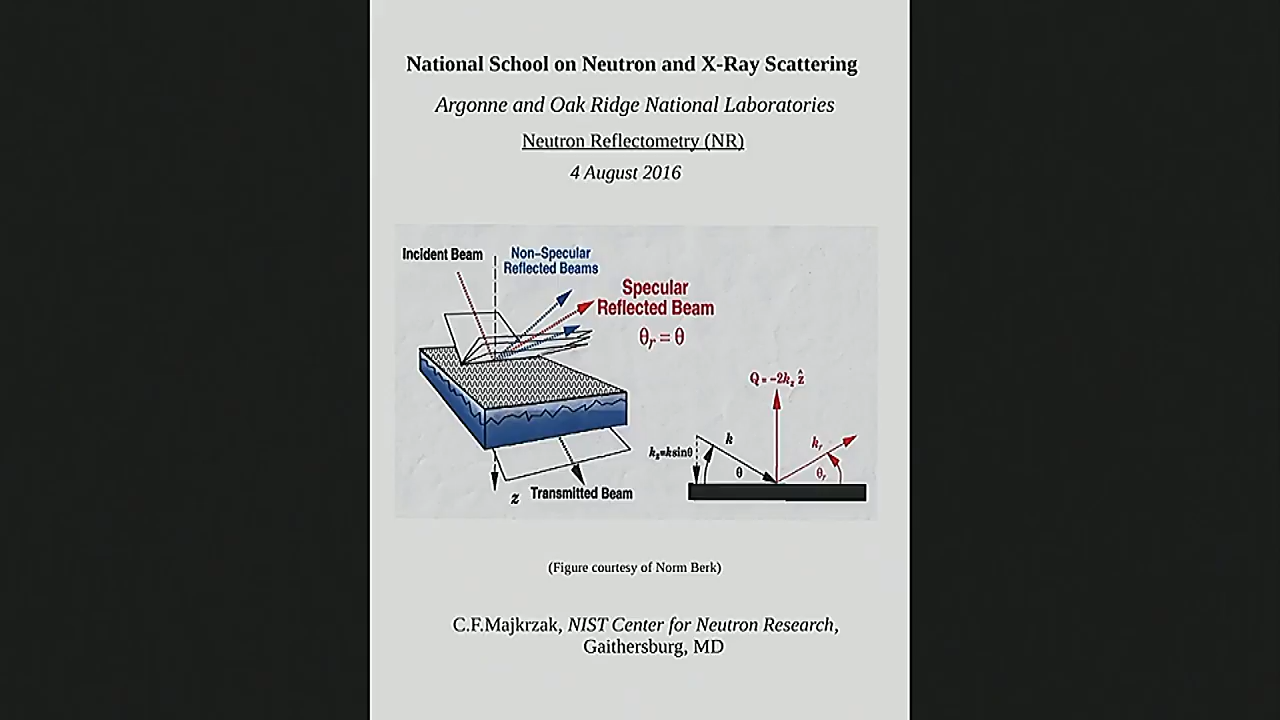 National School on Neutron and X-Ray Scattering
Argonne and Oak Ridge National Laboratories
Neutron Reflectometry (NR)
4 August 2016
Incident Beam
Non-Specular
Reflected Beams
Specular
Reflected Beam
θr = θ
z
Transmitted Beam
Q = -2kz ẑ
kz=ksinθ
k
θ
kr
θr
(Figure courtesy of Norm Berk)
C.F.Majkrzak, NIST Center for Neutron Research,
Gaithersburg, MD